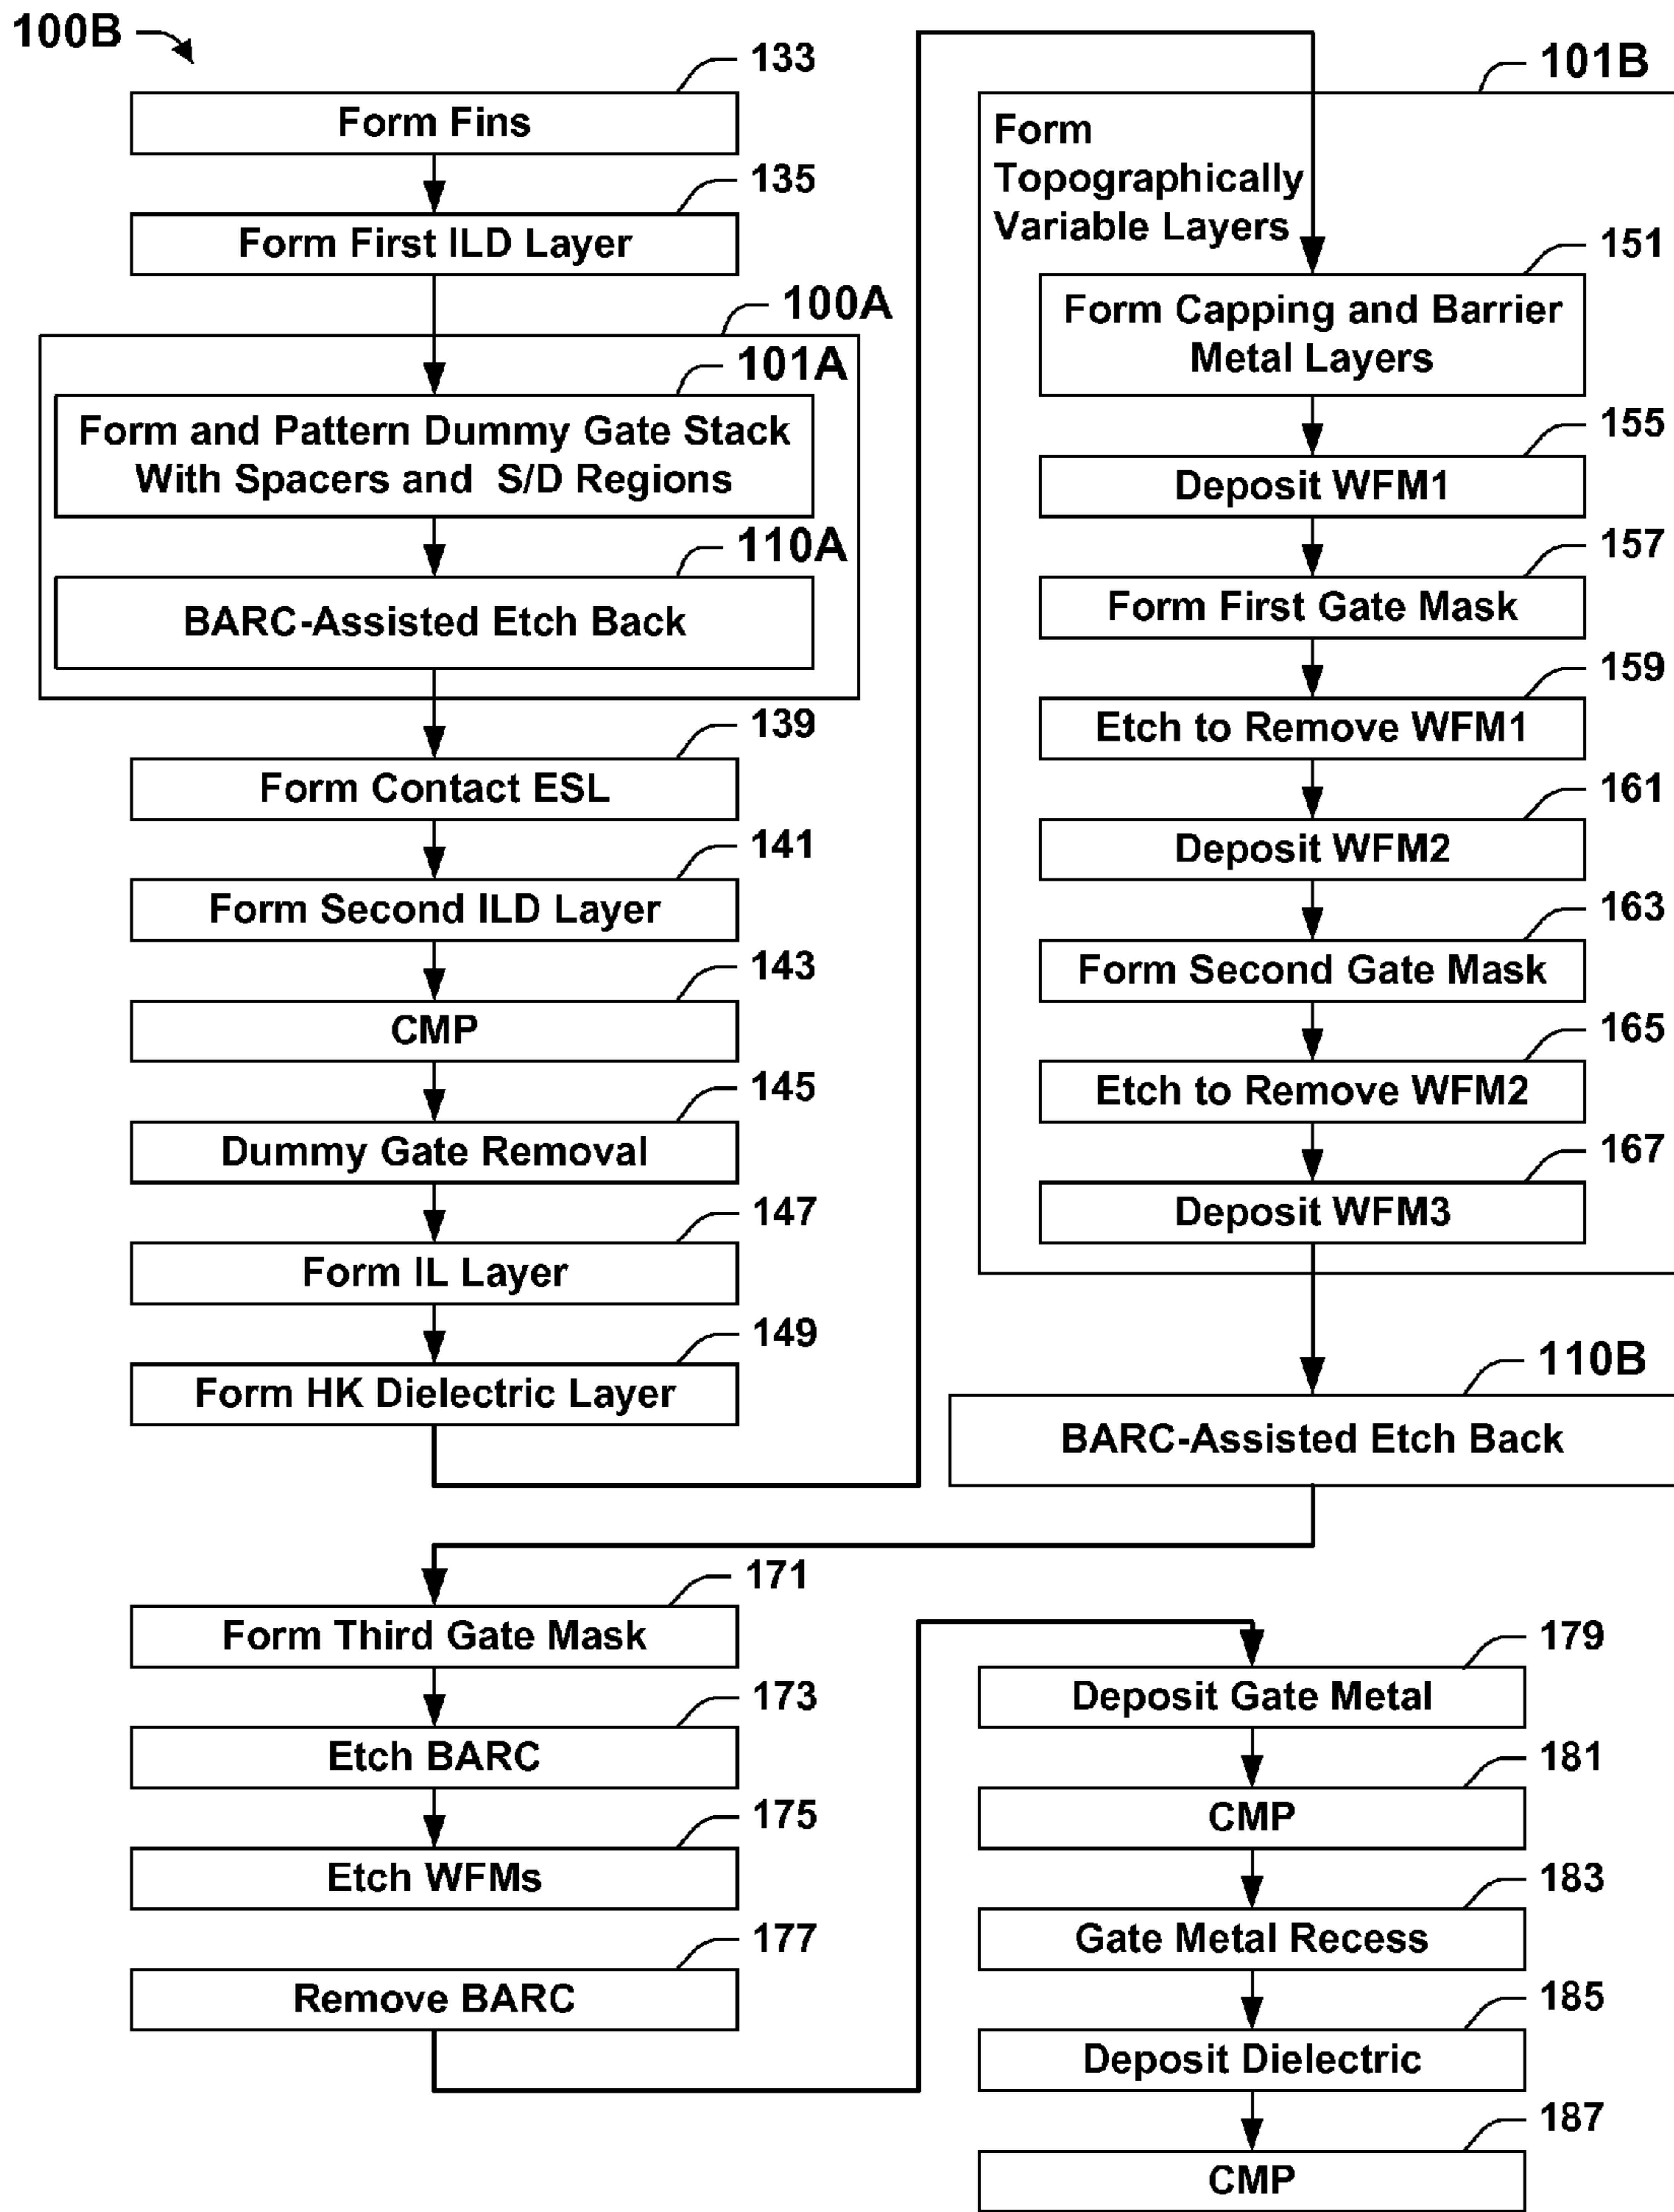 100B
133
Form Fins
135
Form First ILD Layer
100A
101A
Form and Pattern Dummy Gate Stack
With Spacers and S/D Regions
110A
BARC-Assisted Etch Back
139
Form Contact ESL
141
Form Second ILD Layer
143
CMP
145
Dummy Gate Removal
147
Form IL Layer
149
Form HK Dielectric Layer
101B
Form
Topographically
Variable Layers
151
Form Capping and Barrier
Metal Layers
155
Deposit WFM1
157
Form First Gate Mask
159
Etch to Remove WFM1
161
Deposit WFM2
163
Form Second Gate Mask
165
Etch to Remove WFM2
167
Deposit WFM3
110B
BARC-Assisted Etch Back
171
Form Third Gate Mask
173
Etch BARC
175
Etch WFMs
177
Remove BARC
179
Deposit Gate Metal
181
CMP
183
Gate Metal Recess
185
Deposit Dielectric
187
CMP